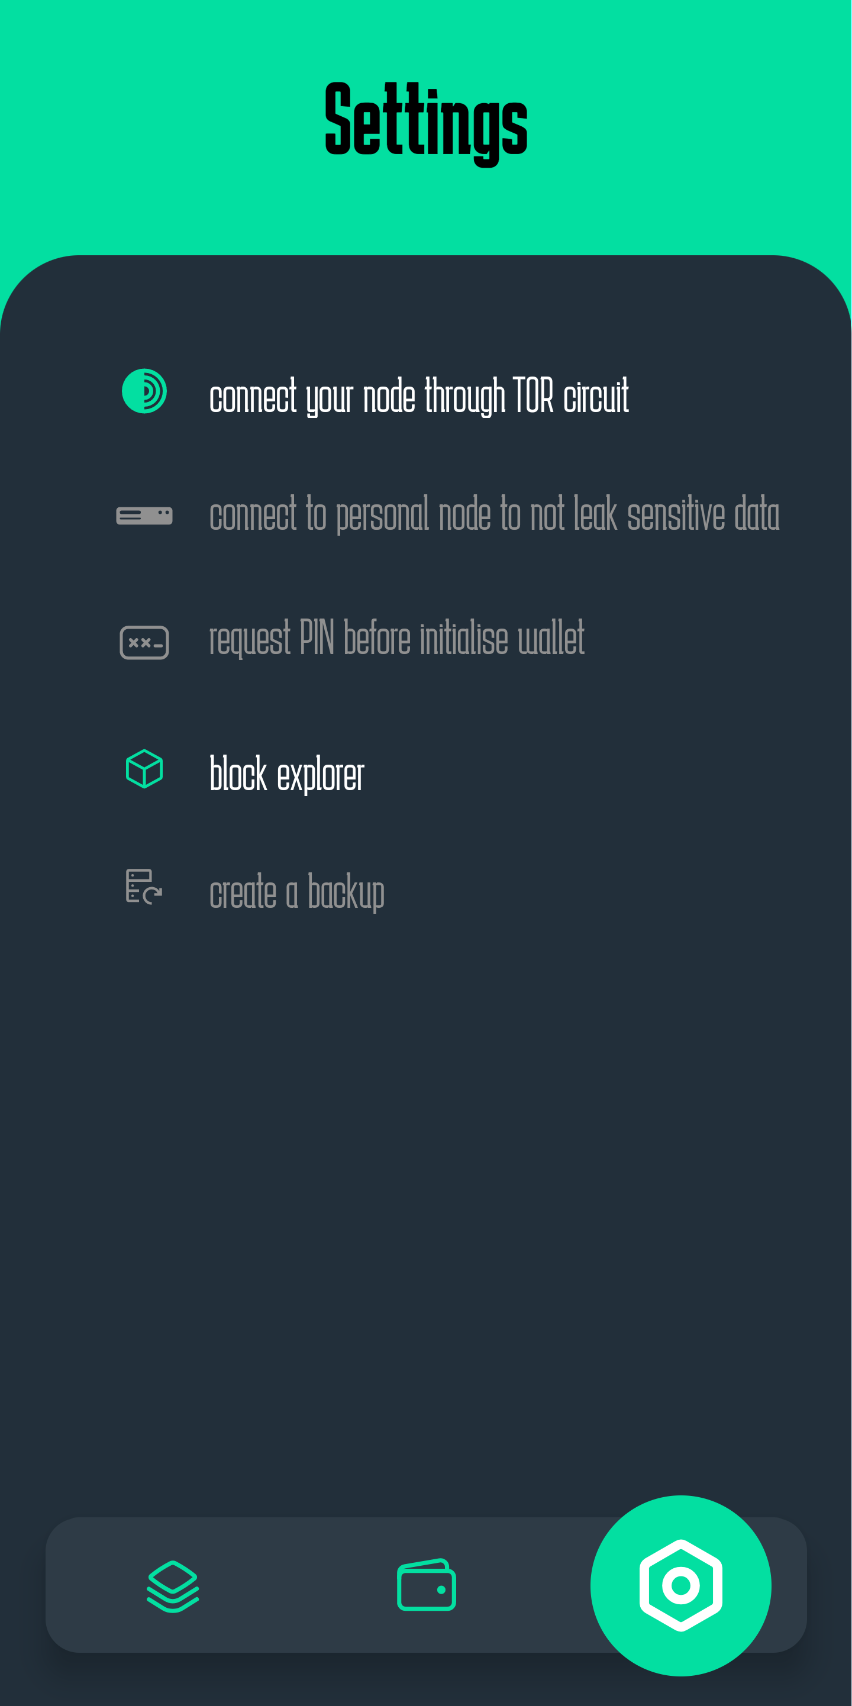 Settings
connect your node through TOR circuit
connect to personal node to not leak sensitive data
request PIN before initialise wallet
block explorer
create a backup